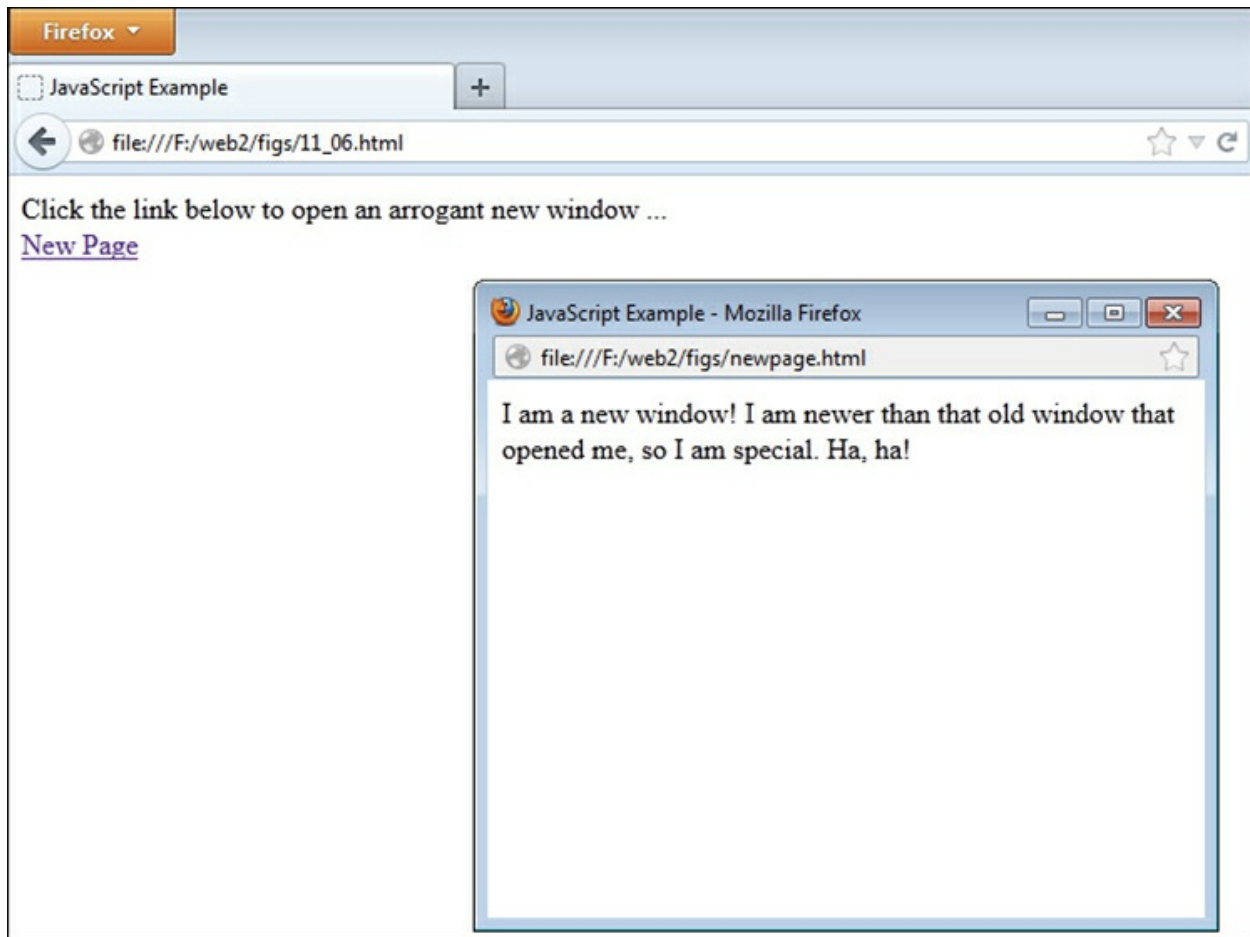 Firefox
JavaScript Example
file:///F:/web2/figs/11_06.html
Click the link below to open an arrogant new window ...
New Page
JavaScript Example - Mozilla Firefox
file:///F:/web2/figs/newpage.html
I am a new window! I am newer than that old window that
opened me, so I am special. Ha, ha!